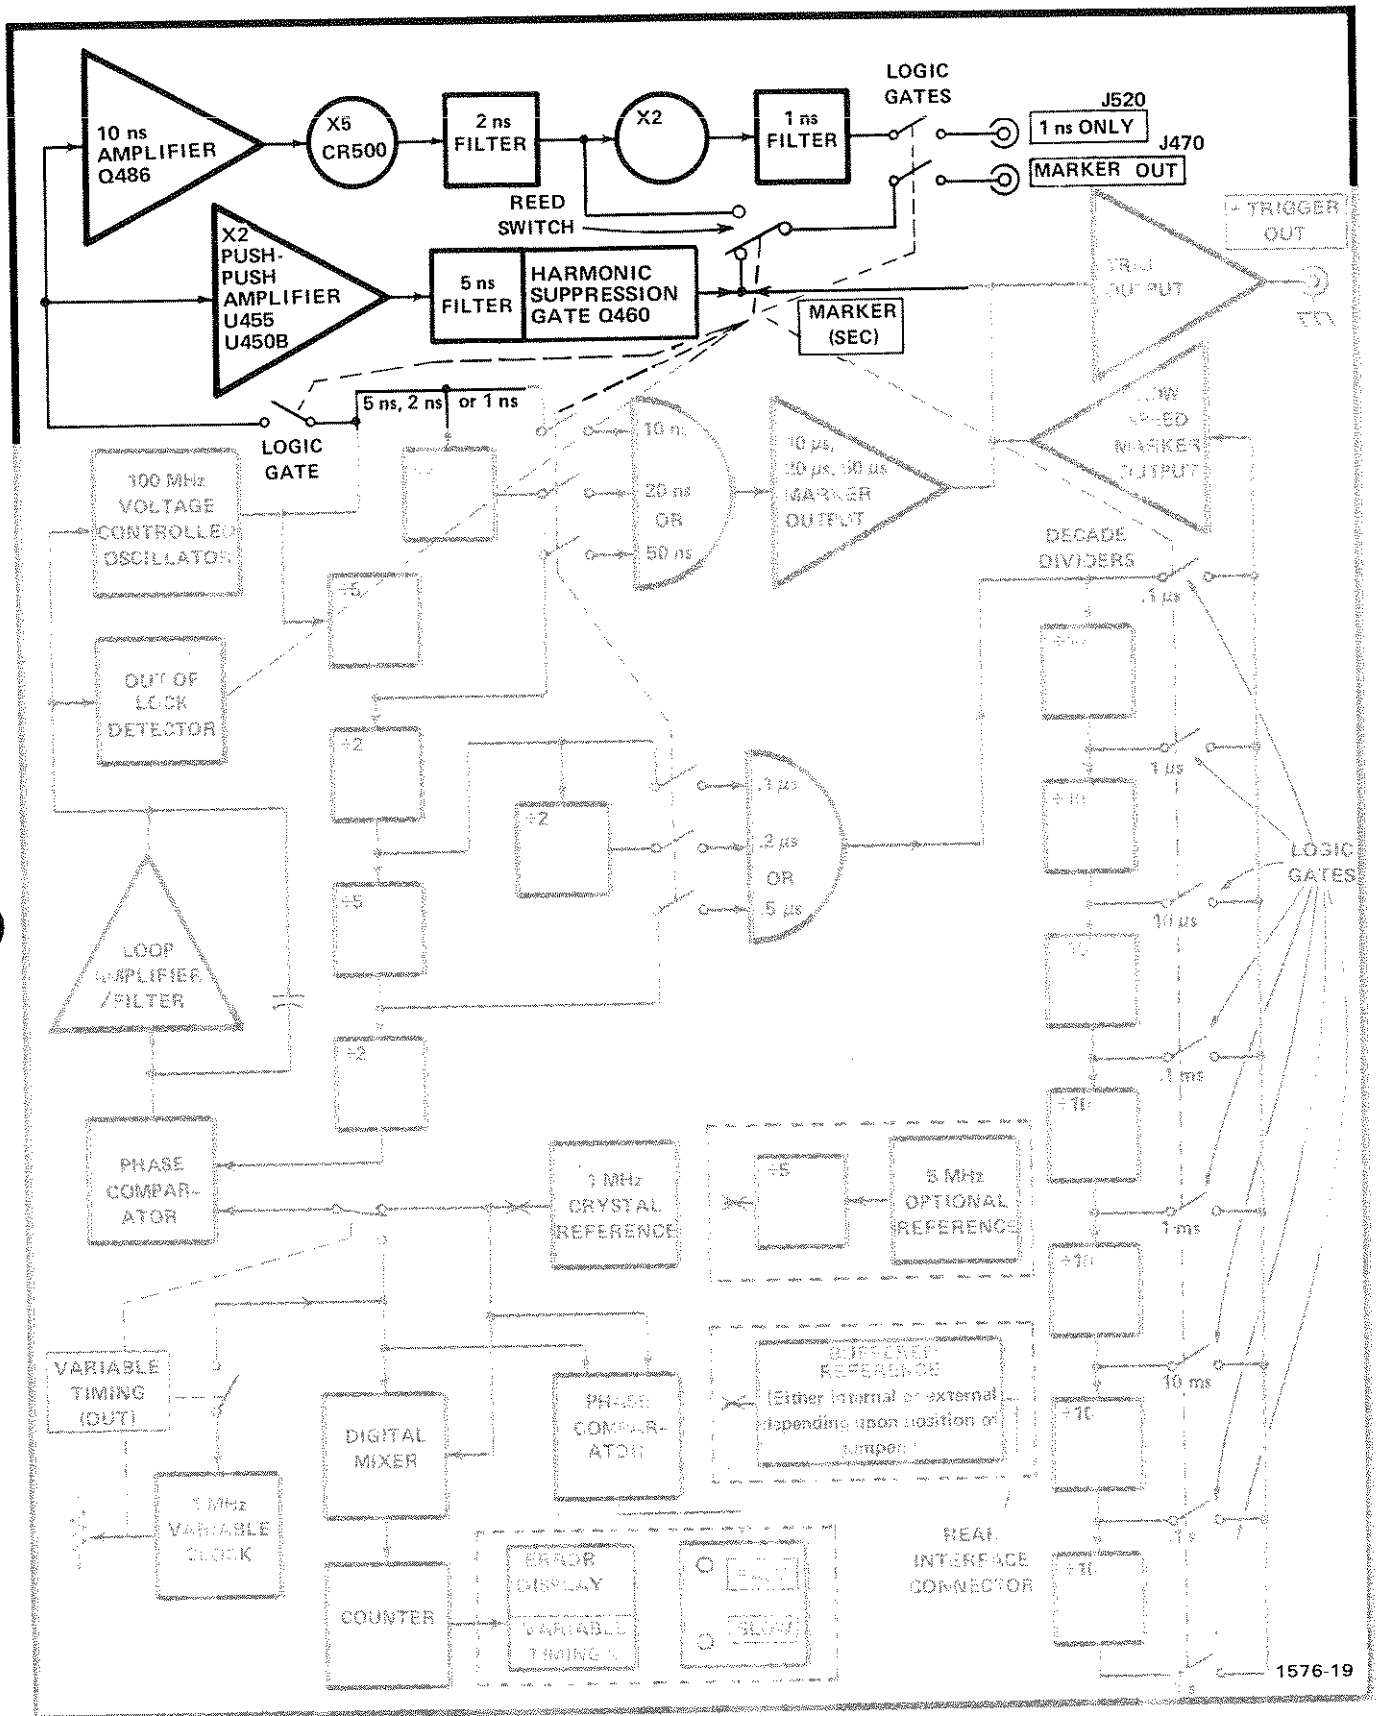 LOGIC
GATES
J520
1 ns ONLY
J470
MARKER OUT
10 ns
AMPLIFIER
Q486
X5
CR500
2 ns
FILTER
X2
1 ns
FILTER
REED
SWITCH
+ TRIGGER
OUT
X2
PUSH-
PUSH
AMPLIFIER
U455
U450B
5 ns
FILTER
HARMONIC
SUPPRESSION
GATE Q460
MARKER
(SEC)
OUTPUT
5 ns, 2 ns or 1 ns
LOGIC
GATE
MARKER
OUTPUT
100 MHz
VOLTAGE
CONTROLLED
OSCILLATOR
20 ns
OR
50 ns
MARKER
OUTPUT
DECADE
DIVIDERS
.1 µs
÷5
OUT OF
LOCK
DETECTOR
÷2
1 µs
÷10
÷2
.1 µs
.2 µs
OR
.5 µs
LOGIC
GATES
÷5
10 µs
LOOP
AMPLIFIER
/FILTER
÷2
.1 ms
÷10
PHASE
COMPAR-
ATOR
1 MHz
CRYSTAL
REFERENCE
÷5
5 MHz
OPTIONAL
REFERENCE
1 ms
÷10
VARIABLE
TIMING
(OUT)
REFERENCE
(Either internal or external
depending upon position of
10 ms
÷10
DIGITAL
MIXER
PHASE
COMPAR-
ATOR
1 MHz
VARIABLE
CLOCK
REAR
INTERFACE
CONNECTOR
÷10
COUNTER
ERROR
DISPLAY
VARIABLE
TIMING
SLOW
1576-19